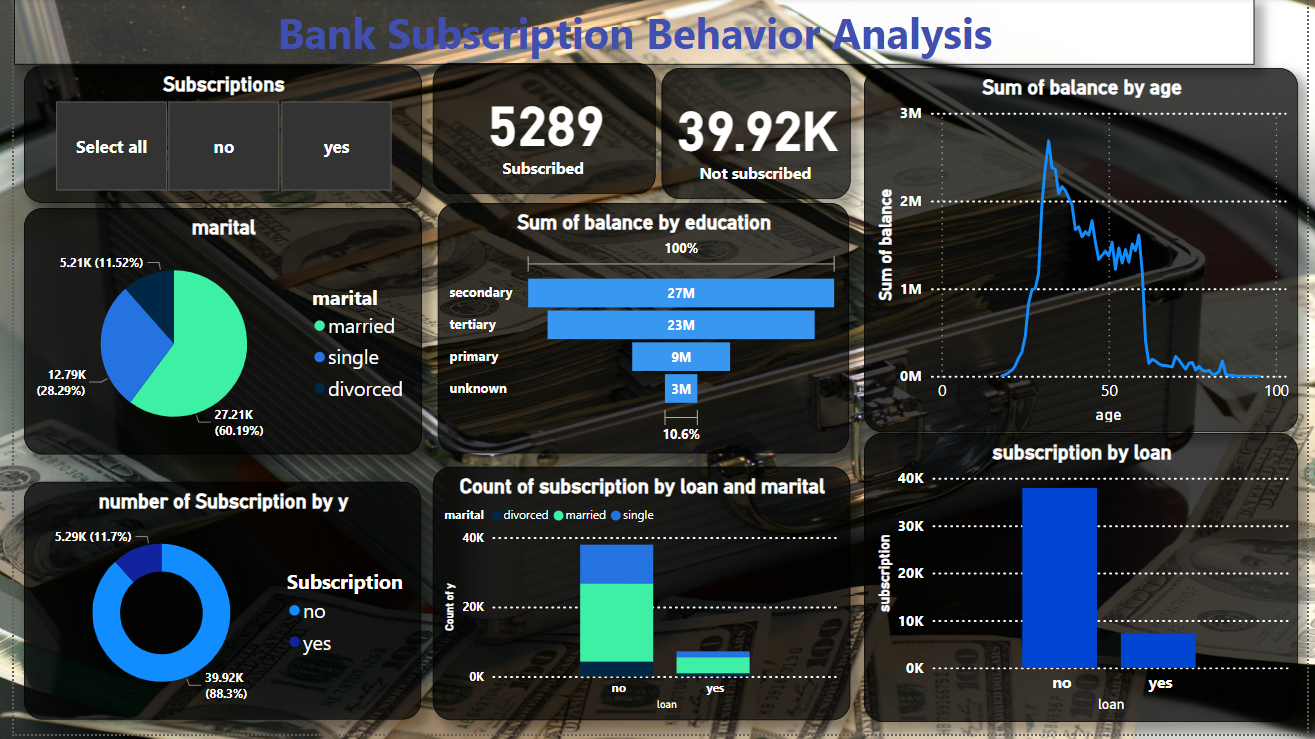 Bank Subscription Behavior Analysis
Subscriptions
Select all
no
yes
5289
Subscribed
39.92K
Not subscribed
Sum of balance by age
3M
2M
1M
0M
Sum of balance
0
50
100
age
marital
5.21K (11.52%)
12.79K
(28.29%)
27.21K
(60.19%)
marital
married
single
divorced
Sum of balance by education
100%
secondary
27M
tertiary
23M
primary
9M
unknown
3M
10.6%
number of Subscription by y
5.29K (11.7%)
39.92K
(88.3%)
Subscription
no
yes
Count of subscription by loan and marital
marital divorced married single
40K
20K
0K
Count of y
no
yes
loan
subscription by loan
40K
30K
20K
10K
0K
subscription
no
yes
loan